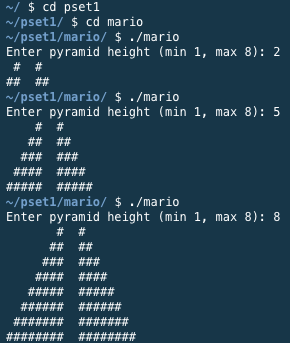 ~/ $ cd pset1
~/pset1/ $ cd mario
~/pset1/mario/ $ ./mario
Enter pyramid height (min 1, max 8): 2
 #  #
##  ##
~/pset1/mario/ $ ./mario
Enter pyramid height (min 1, max 8): 5
    #  #
   ##  ##
  ###  ###
 ####  ####
#####  #####
~/pset1/mario/ $ ./mario
Enter pyramid height (min 1, max 8): 8
       #  #
      ##  ##
     ###  ###
    ####  ####
   #####  #####
  ######  ######
 #######  #######
########  ########